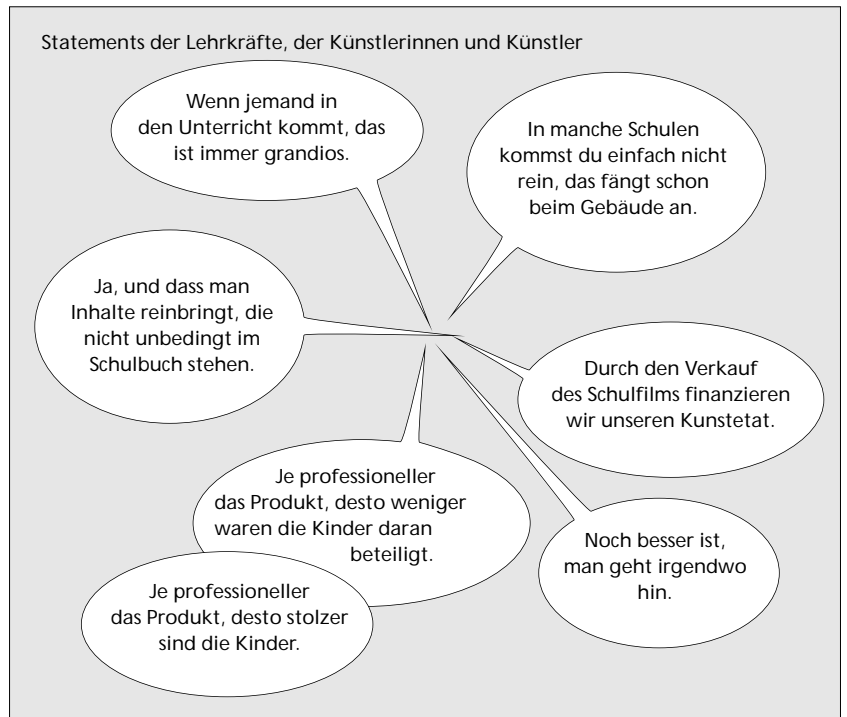 Statements der Lehrkräfte, der Künstlerinnen und Künstler
Wenn jemand in
den Unterricht kommt, das
ist immer grandios.
In manche Schulen
kommst du einfach nicht
rein, das fängt schon
beim Gebäude an.
Ja, und dass man
Inhalte reinbringt, die
nicht unbedingt im
Schulbuch stehen.
Durch den Verkauf
des Schulfilms finanzieren
wir unseren Kunstetat.
Je professioneller
das Produkt, desto weniger
waren die Kinder daran
beteiligt.
Noch besser ist,
man geht irgendwo
hin.
Je professioneller
das Produkt, desto stolzer
sind die Kinder.